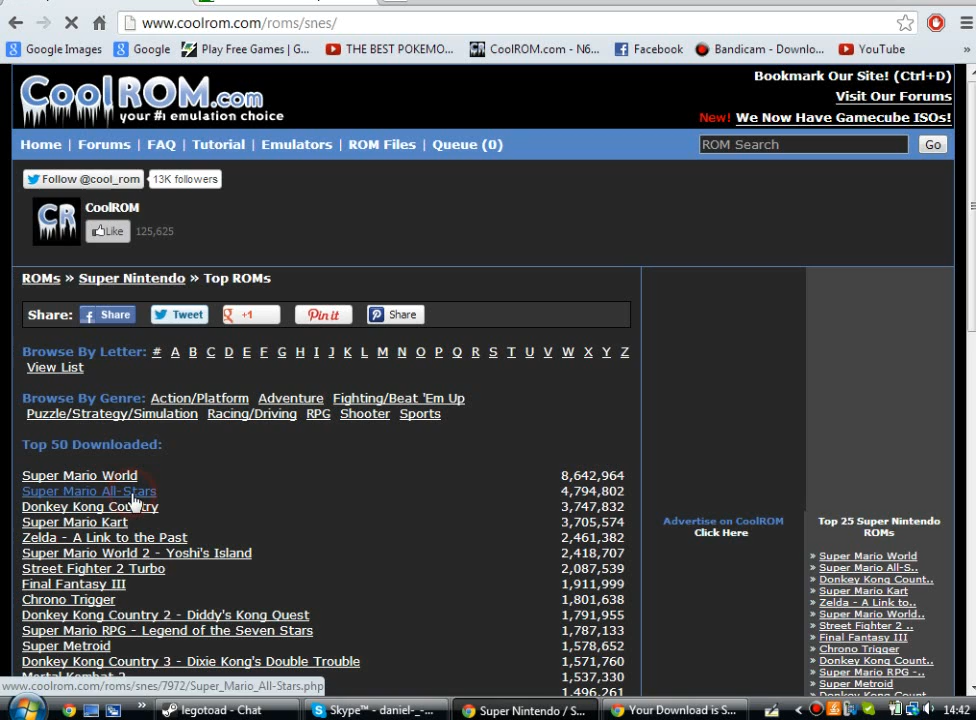 www.coolrom.com/roms/snes/
Google Images Google Play Free Games | G... THE BEST POKEMO... CoolROM.com - N6... Facebook Bandicam - Downlo... YouTube »
CoolROM.com
your #1 emulation choice
Bookmark Our Site! (Ctrl+D)
Visit Our Forums
New! We Now Have Gamecube ISOs!
Home | Forums | FAQ | Tutorial | Emulators | ROM Files | Queue (0)
ROM Search Go
Follow @cool_rom 13K followers
CR CoolROM
Like 125,625
ROMs » Super Nintendo » Top ROMs
Share: Share Tweet +1 Pin it Share
Browse By Letter: # A B C D E F G H I J K L M N O P Q R S T U V W X Y Z
View List
Browse By Genre: Action/Platform Adventure Fighting/Beat 'Em Up
Puzzle/Strategy/Simulation Racing/Driving RPG Shooter Sports
Top 50 Downloaded:
Super Mario World 8,642,964
Super Mario All-Stars 4,794,802
Donkey Kong Country 3,747,832
Super Mario Kart 3,705,574
Zelda - A Link to the Past 2,461,382
Super Mario World 2 - Yoshi's Island 2,418,707
Street Fighter 2 Turbo 2,087,539
Final Fantasy III 1,911,999
Chrono Trigger 1,801,638
Donkey Kong Country 2 - Diddy's Kong Quest 1,791,955
Super Mario RPG - Legend of the Seven Stars 1,787,133
Super Metroid 1,578,652
Donkey Kong Country 3 - Dixie Kong's Double Trouble 1,571,760
Mortal Kombat 2 1,537,330
1,496,261
Advertise on CoolROM
Click Here
Top 25 Super Nintendo
ROMs
» Super Mario World
» Super Mario All-S..
» Donkey Kong Count..
» Super Mario Kart
» Zelda - A Link to..
» Super Mario World..
» Street Fighter 2 ..
» Final Fantasy III
» Chrono Trigger
» Donkey Kong Count..
» Super Mario RPG -..
» Super Metroid
» Donkey Kong Count..
www.coolrom.com/roms/snes/7972/Super_Mario_All-Stars.php
legotoad - Chat Skype™ - daniel-_-... Super Nintendo / S... Your Download is S... 14:42